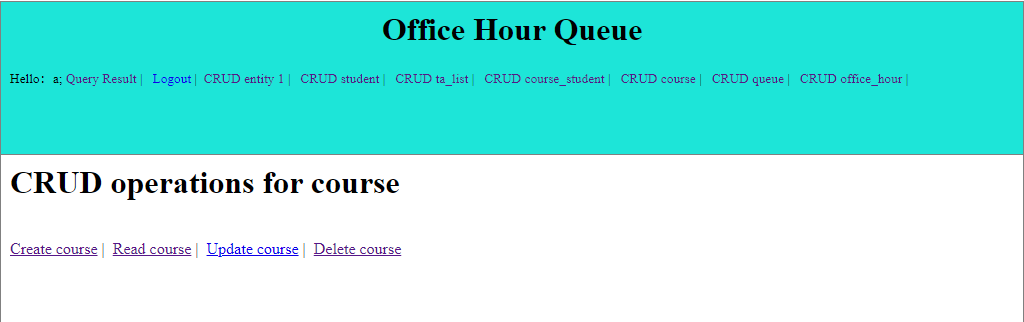 Office Hour Queue
Hello: a; Query Result | Logout | CRUD entity 1 | CRUD student | CRUD ta_list | CRUD course_student | CRUD course | CRUD queue | CRUD office_hour |
CRUD operations for course
Create course | Read course | Update course | Delete course